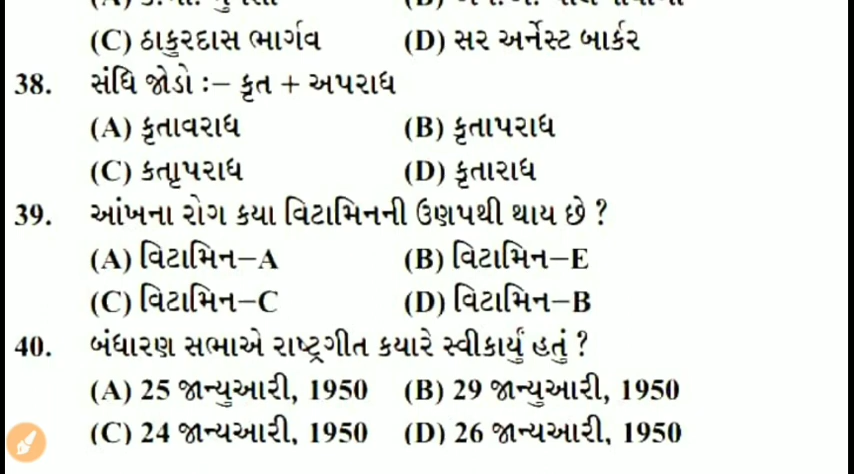 (C) ઠાકુરદાસ ભાર્ગવ (D) સર અર્નેસ્ટ બાર્કર
38. સંધિ જોડો :– કૃત + અપરાધ
(A) કૃતાવરાધ (B) કૃતાપરાધ
(C) કતાૃપરાધ (D) કૃતારાધ
39. આંખના રોગ કયા વિટામિનની ઉણપથી થાય છે ?
(A) વિટામિન–A (B) વિટામિન–E
(C) વિટામિન–C (D) વિટામિન–B
40. બંધારણ સભાએ રાષ્ટ્રગીત કયારે સ્વીકાર્યું હતું ?
(A) 25 જાન્યુઆરી, 1950 (B) 29 જાન્યુઆરી, 1950
(C) 24 જાન્યુઆરી, 1950 (D) 26 જાન્યુઆરી, 1950